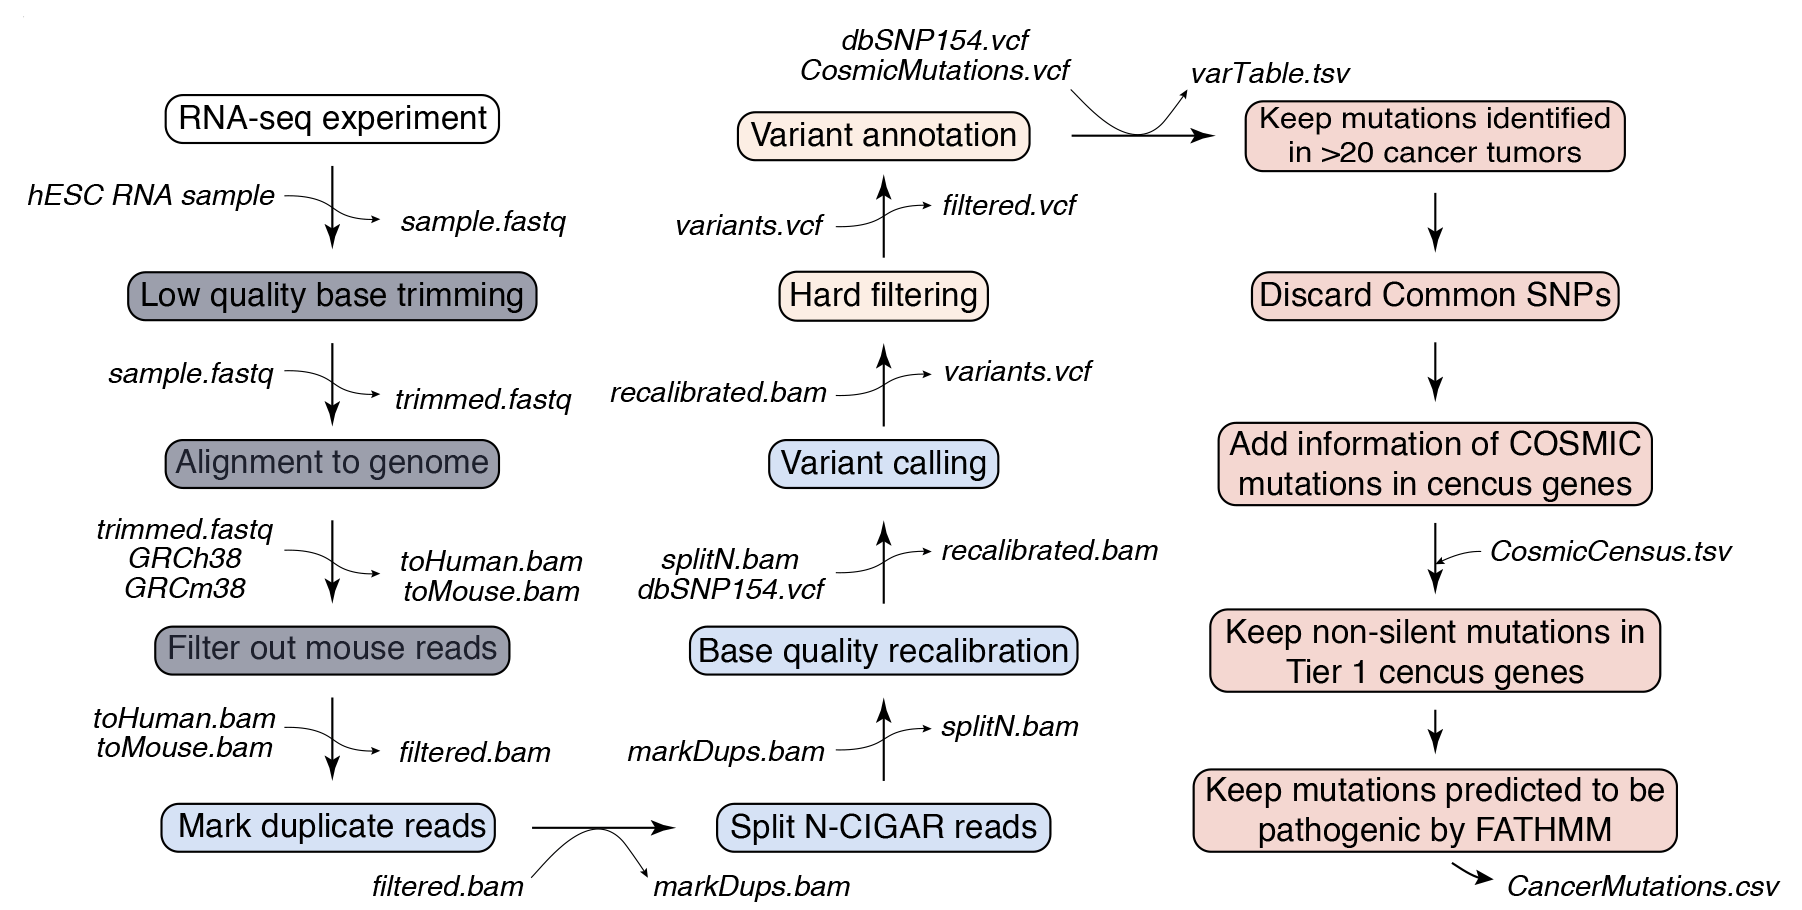 RNA-seq experiment
hESC RNA sample
sample.fastq
Low quality base trimming
sample.fastq
trimmed.fastq
Alignment to genome
trimmed.fastq
GRCh38
GRCm38
toHuman.bam
toMouse.bam
Filter out mouse reads
toHuman.bam
toMouse.bam
filtered.bam
Mark duplicate reads
filtered.bam
markDups.bam
Split N-CIGAR reads
markDups.bam
splitN.bam
Base quality recalibration
splitN.bam
dbSNP154.vcf
recalibrated.bam
Variant calling
recalibrated.bam
variants.vcf
Hard filtering
variants.vcf
filtered.vcf
Variant annotation
dbSNP154.vcf
CosmicMutations.vcf
varTable.tsv
Keep mutations identified
in >20 cancer tumors
Discard Common SNPs
Add information of COSMIC
mutations in cencus genes
CosmicCensus.tsv
Keep non-silent mutations in
Tier 1 cencus genes
Keep mutations predicted to be
pathogenic by FATHMM
CancerMutations.csv